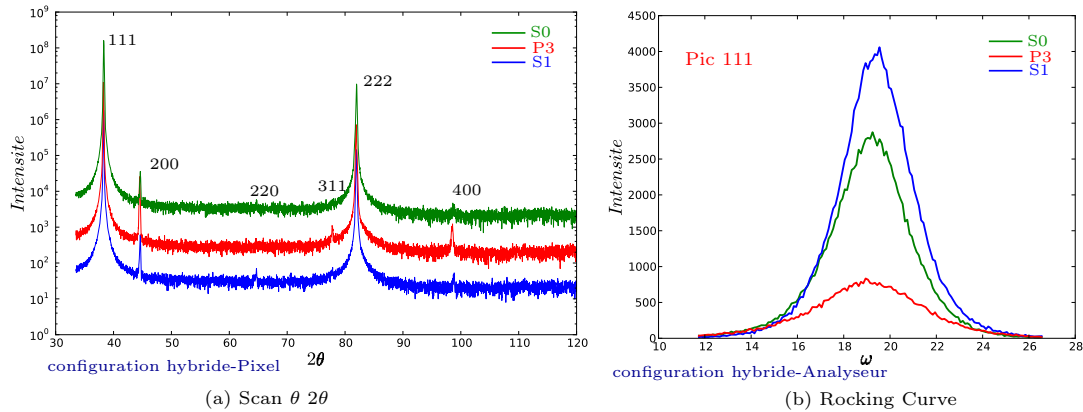 10⁹
10⁸
10⁷
10⁶
10⁵
10⁴
10³
10²
10¹
10⁰
Intensite
111
200
220
311
222
400
S0
P3
S1
30 40 50 60 70 80 90 100 110 120
2θ
configuration hybride-Pixel
(a) Scan θ 2θ
4500
4000
3500
3000
2500
2000
1500
1000
500
0
Intensite
Pic 111
S0
P3
S1
10 12 14 16 18 20 22 24 26 28
ω
configuration hybride-Analyseur
(b) Rocking Curve